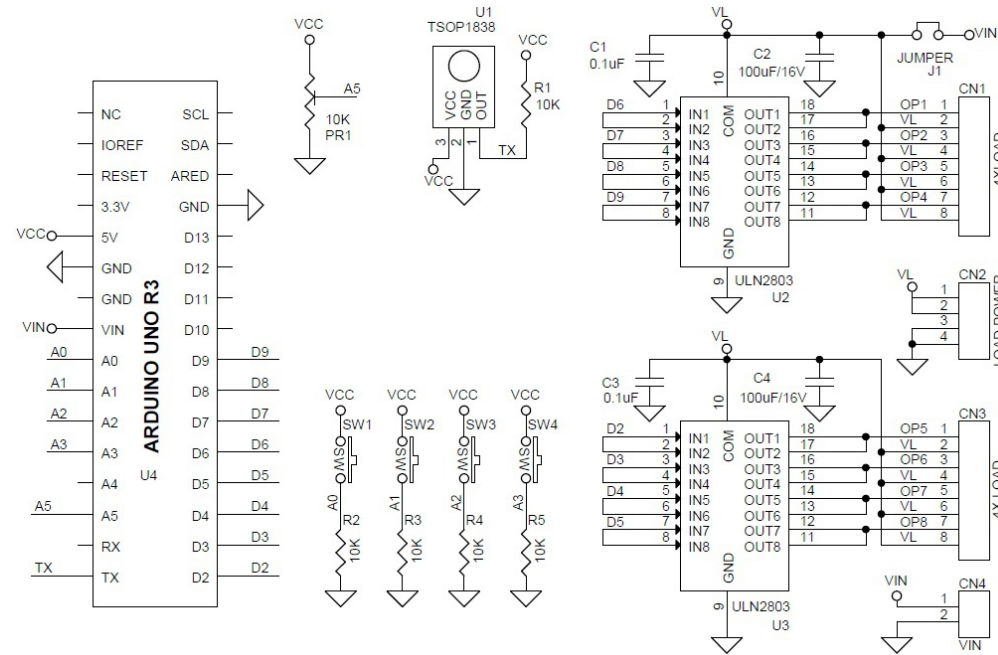 VCC
A5
10K
PR1
U1
TSOP1838
VCC
GND
OUT
3
2
1
TX
VCC
VCC
R1
10K
NC
IOREF
RESET
3.3V
5V
GND
GND
VIN
A0
A1
A2
A3
A4
A5
RX
TX
SCL
SDA
ARED
GND
D13
D12
D11
D10
D9
D8
D7
D6
D5
D4
D3
D2
ARDUINO UNO R3
U4
VCC
VIN
A0
A1
A2
A3
A5
TX
D9
D8
D7
D6
D5
D4
D3
D2
VCC VCC VCC VCC
SW1 SW2 SW3 SW4
SW SW SW SW
A0 A1 A2 A3
R2 R3 R4 R5
10K 10K 10K 10K
VL
C1
0.1uF
C2
100uF/16V
VIN
JUMPER
J1
10
D6 1 IN1 OUT1 18 OP1 1
2 IN2 OUT2 17 VL 2
D7 3 IN3 OUT3 16 OP2 3
4 IN4 OUT4 15 VL 4
D8 5 IN5 OUT5 14 OP3 5
6 IN6 OUT6 13 VL 6
D9 7 IN7 OUT7 12 OP4 7
8 IN8 OUT8 11 VL 8
COM
GND
9
ULN2803
U2
CN1
4XLOAD
VL
CN2
1
2
3
4
LOAD POWER
VL
C3
0.1uF
C4
100uF/16V
10
D2 1 IN1 OUT1 18 OP5 1
2 IN2 OUT2 17 VL 2
D3 3 IN3 OUT3 16 OP6 3
4 IN4 OUT4 15 VL 4
D4 5 IN5 OUT5 14 OP7 5
6 IN6 OUT6 13 VL 6
D5 7 IN7 OUT7 12 OP8 7
8 IN8 OUT8 11 VL 8
COM
GND
9
ULN2803
U3
CN3
4X LOAD
VIN
CN4
1
2
VIN